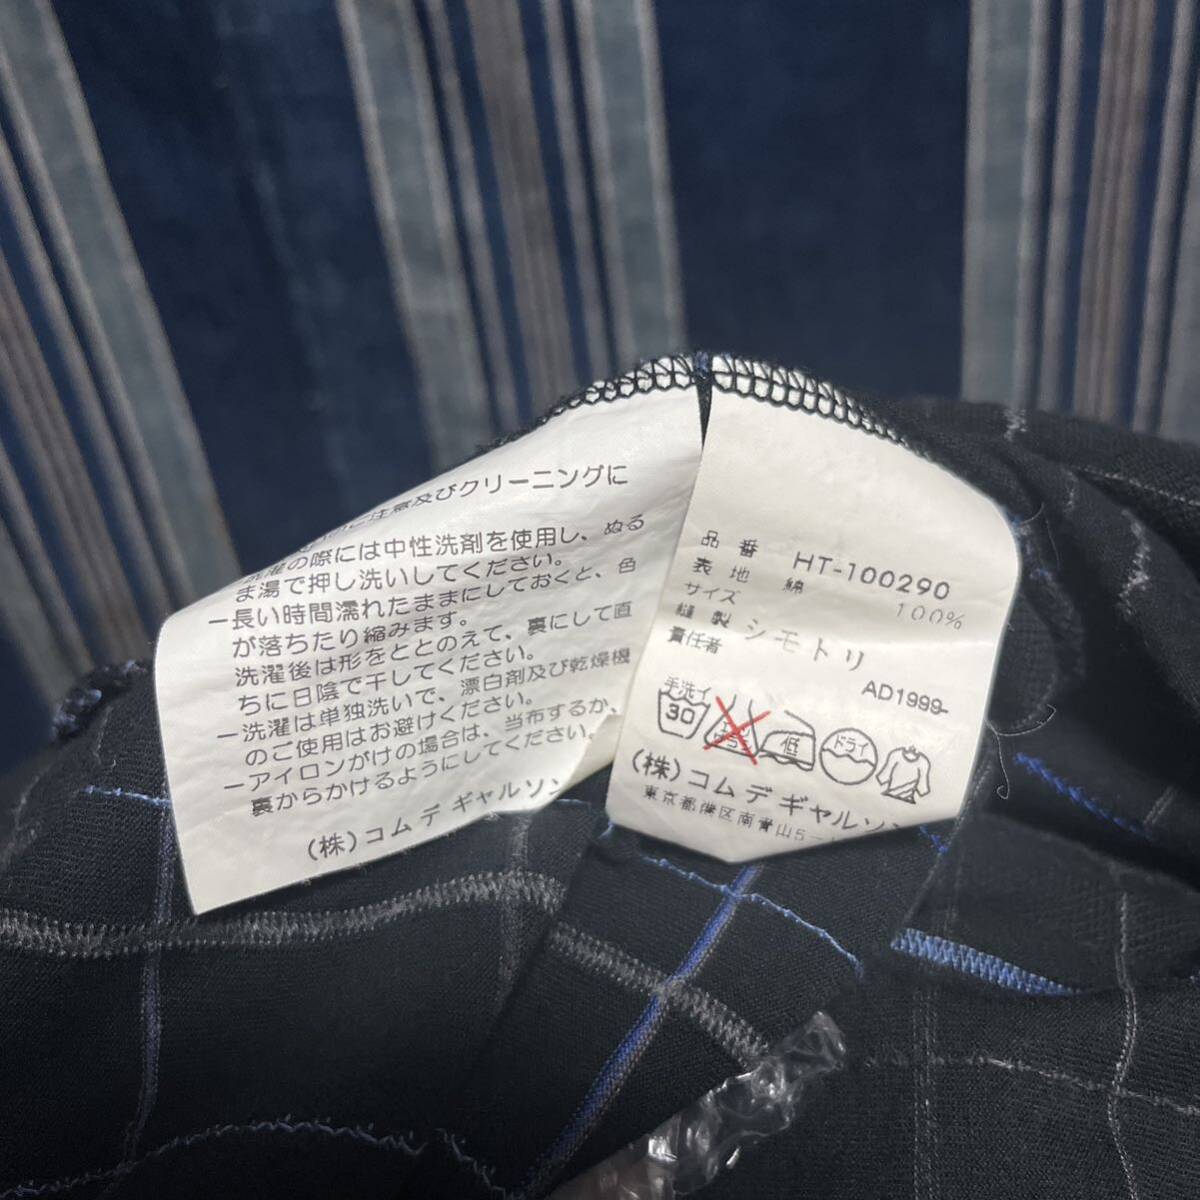 注意及びクリーニングに
の際には中性洗剤を使用し、ぬる
ま湯で押し洗いしてください。
ー長い時間濡れたままにしておくと、色
が落ちたり縮みます。
洗濯後は形をととのえて、裏にして直
ちに日陰で干してください。
ー洗濯は単独洗いで、漂白剤及び乾燥機
のご使用はお避けください。
ーアイロンがけの場合は、当布するか、
裏からかけるようにしてください。
(株)コム デ ギャルソン
品番 HT-100290
表地 綿 100%
サイズ
縫製 シモトリ
責任者
AD1999-
手洗イ
30
エンソ
低
ドライ
(株)コム デ ギャルソン
東京都港区南青山5-